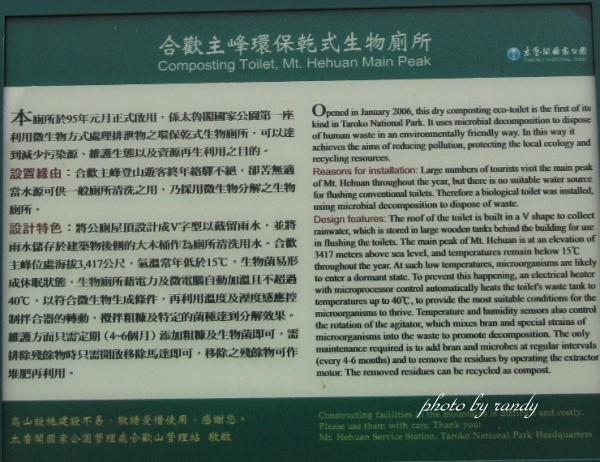 合歡主峰環保乾式生物廁所
Composting Toilet, Mt. Hehuan Main Peak
太魯閣國家公園
TAROKO NATIONAL PARK
本廁所於95年元月正式啟用，係太魯閣國家公園第一座
利用微生物方式處理排泄物之環保乾式生物廁所，可以達
到減少污染源、維護生態以及資源再生利用之目的。
設置緣由：合歡主峰登山遊客終年絡驛不絕，卻苦無適
當水源可供一般廁所清洗之用，乃採用微生物分解之生物
廁所。
設計特色：將公廁屋頂設計成V字型以截留雨水，並將
雨水儲存於建築物後側的大木桶作為廁所清洗用水。合歡
主峰位處海拔3,417公尺，氣溫常年低於15℃，生物菌易形
成休眠狀態，生物廁所藉電力及微電腦自動加溫且不超過
40℃，以符合微生物生成條件，再利用溫度及溼度感應控
制拌合器的轉動，攪拌粗糠及特定的菌種達到分解效果。
維護方面只需定期（4~6個月）添加粗糠及生物菌即可，需
排除殘餘物時只需開啟移除馬達即可，移除之殘餘物可作
堆肥再利用。
Opened in January 2006, this dry composting eco-toilet is the first of its
kind in Taroko National Park. It uses microbial decomposition to dispose
of human waste in an environmentally friendly way. In this way it
achieves the aims of reducing pollution, protecting the local ecology and
recycling resources.
Reasons for installation: Large numbers of tourists visit the main peak
of Mt. Hehuan throughout the year, but there is no suitable water source
for flushing conventional toilets. Therefore a biological toilet was installed,
using microbial decomposition to dispose of waste.
Design features: The roof of the toilet is built in a V shape to collect
rainwater, which is stored in large wooden tanks behind the building for use
in flushing the toilets. The main peak of Mt. Hehuan is at an elevation of
3417 meters above sea level, and temperatures remain below 15℃
throughout the year. At such low temperatures, microorganisms are likely
to enter a dormant state. To prevent this happening, an electrical heater
with microprocessor control automatically heats the toilet's waste tank to
temperatures up to 40℃, to provide the most suitable conditions for the
microorganisms to thrive. Temperature and humidity sensors also control
the rotation of the agitator, which mixes bran and special strains of
microorganisms into the waste to promote decomposition. The only
maintenance required is to add bran and microbes at regular intervals
(every 4-6 months) and to remove the residues by operating the extractor
motor. The removed residues can be recycled as compost.
高山設施建設不易，敬請愛惜使用，感謝您。
太魯閣國家公園管理處合歡山管理站 敬啟
Constructing facilities in the mountains is difficult and costly.
Please use them with care. Thank you!
Mt. Hehuan Service Station, Taroko National Park Headquarters
photo by randy